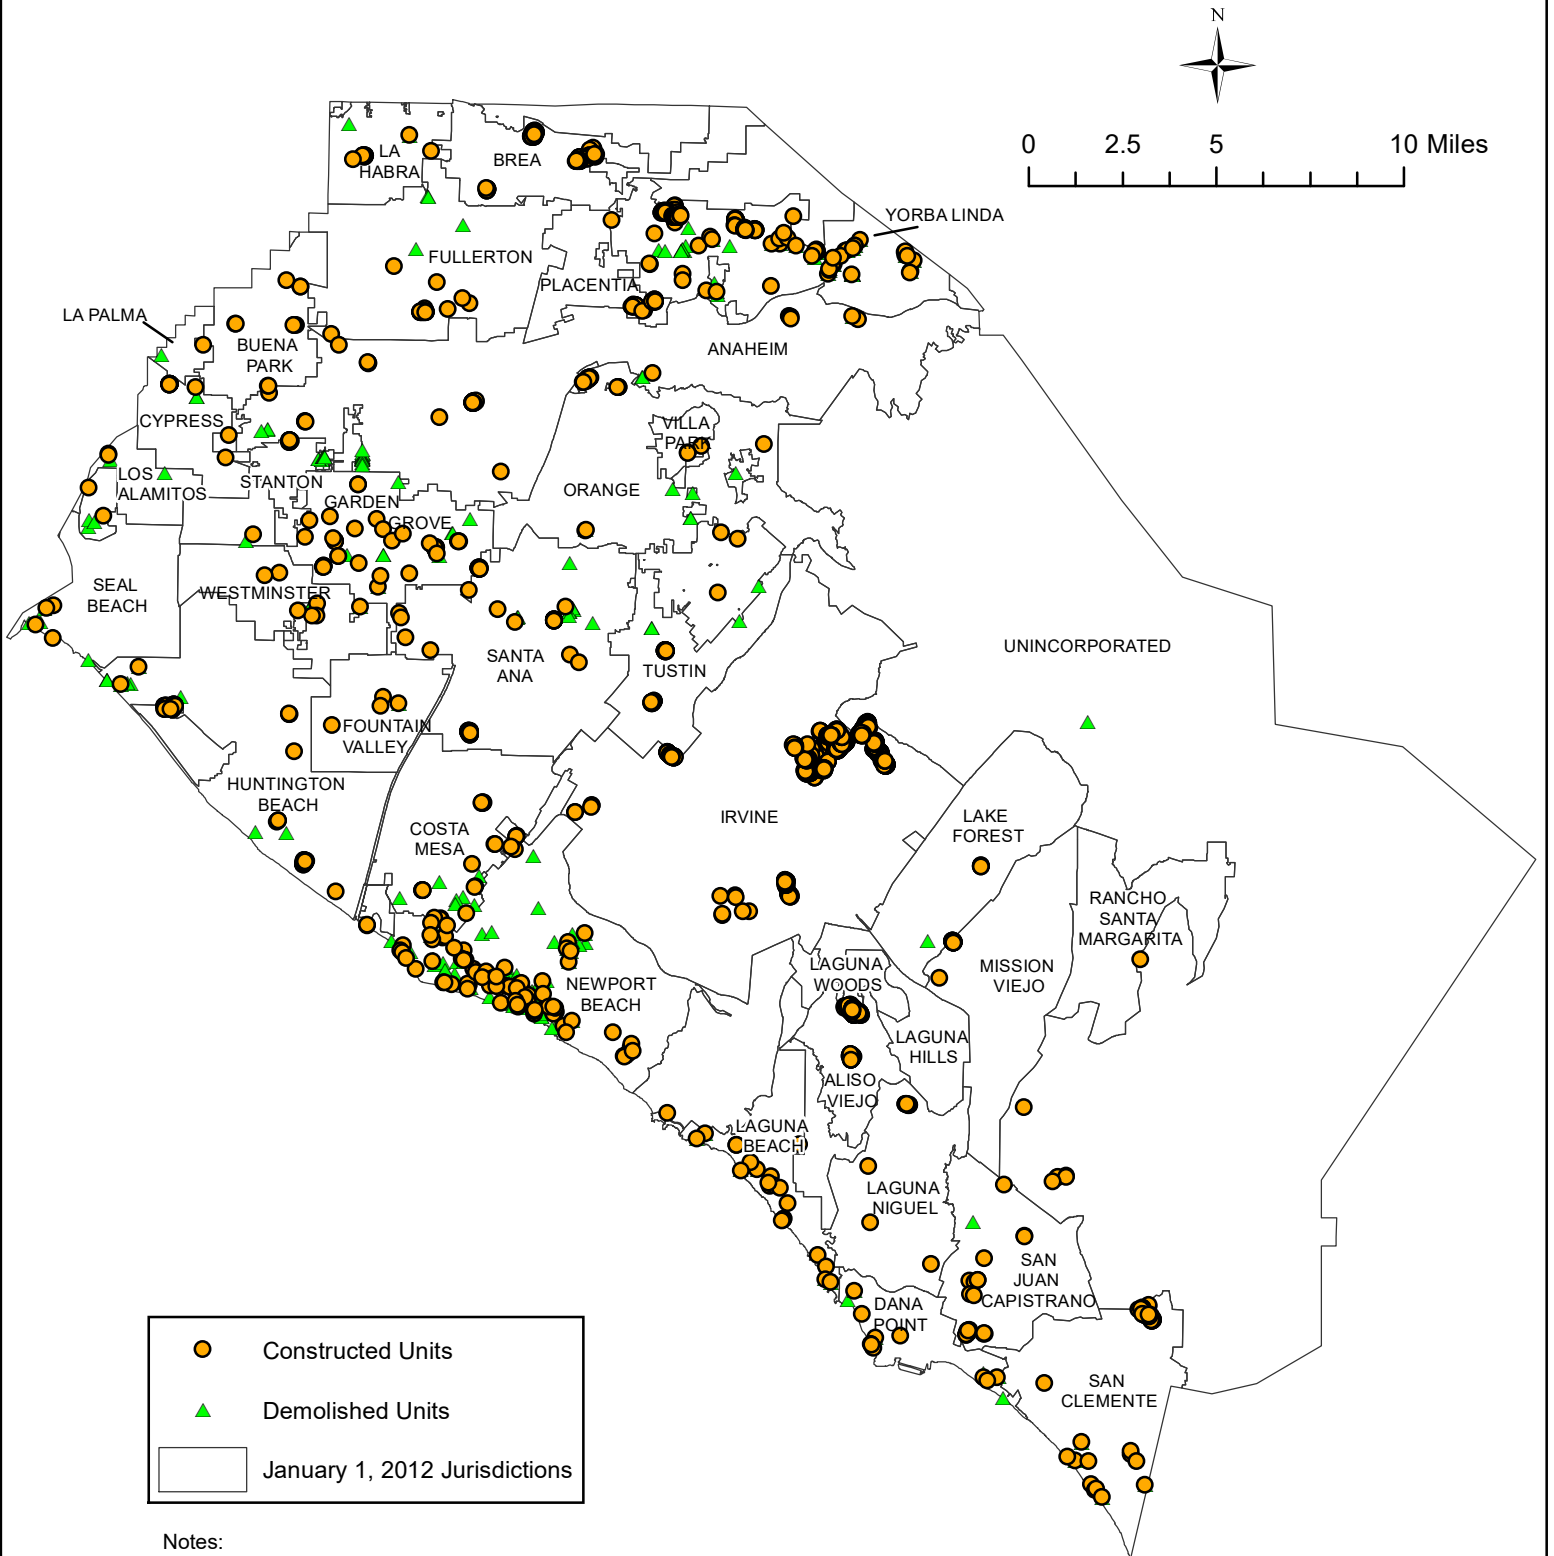 N
0 2.5 5 10 Miles
YORBA LINDA
LA
HABRA
BREA
FULLERTON
PLACENTIA
LA PALMA
BUENA
PARK
ANAHEIM
CYPRESS
VILLA
PARK
LOS
ALAMITOS
STANTON
ORANGE
GARDEN
GROVE
SEAL
BEACH
WESTMINSTER
UNINCORPORATED
SANTA
ANA
TUSTIN
FOUNTAIN
VALLEY
HUNTINGTON
BEACH
COSTA
MESA
IRVINE
LAKE
FOREST
RANCHO
SANTA
MARGARITA
MISSION
VIEJO
LAGUNA
WOODS
NEWPORT
BEACH
LAGUNA
HILLS
ALISO
VIEJO
LAGUNA
BEACH
LAGUNA
NIGUEL
SAN
JUAN
CAPISTRANO
DANA
POINT
SAN
CLEMENTE
Constructed Units
Demolished Units
January 1, 2012 Jurisdictions
Notes: